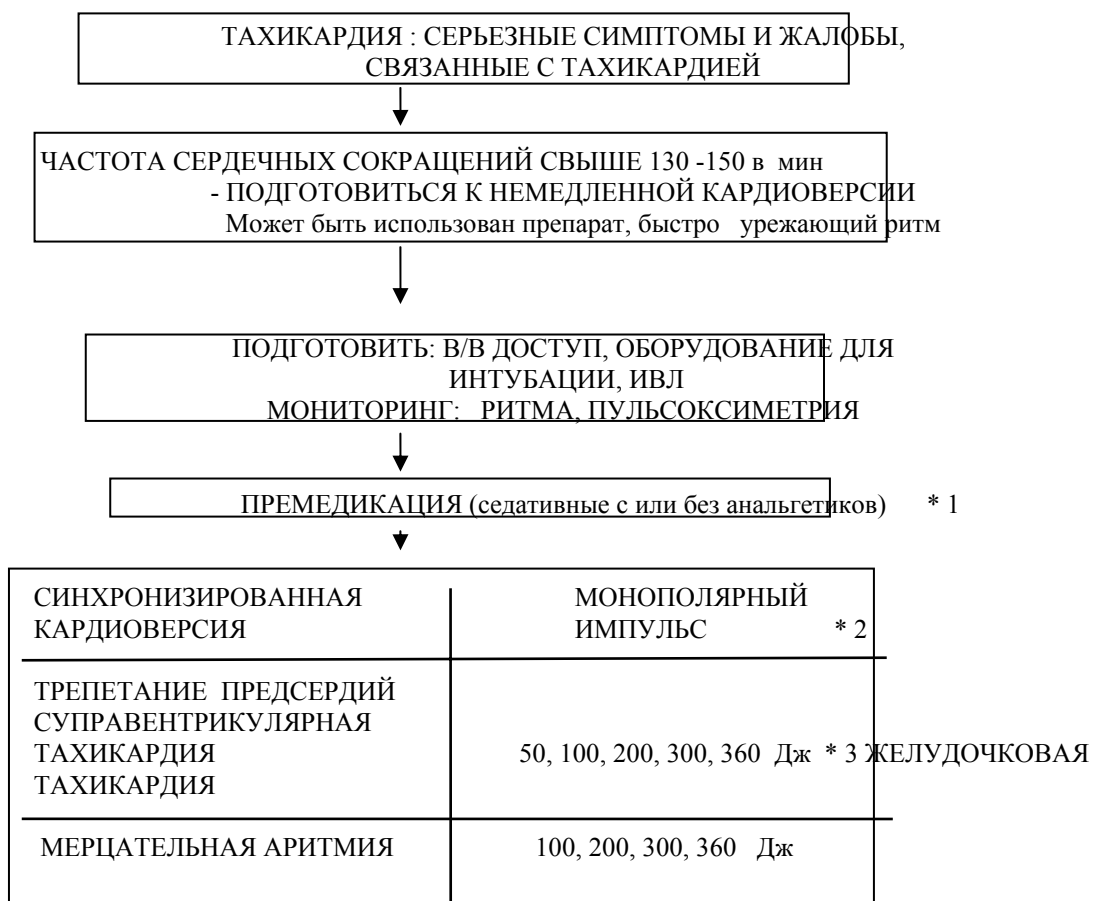 ТАХИКАРДИЯ : СЕРЬЕЗНЫЕ СИМПТОМЫ И ЖАЛОБЫ,
СВЯЗАННЫЕ С ТАХИКАРДИЕЙ
ЧАСТОТА СЕРДЕЧНЫХ СОКРАЩЕНИЙ СВЫШЕ 130 -150 в мин
- ПОДГОТОВИТЬСЯ К НЕМЕДЛЕННОЙ КАРДИОВЕРСИИ
Может быть использован препарат, быстро урежающий ритм
ПОДГОТОВИТЬ: В/В ДОСТУП, ОБОРУДОВАНИЕ ДЛЯ
ИНТУБАЦИИ, ИВЛ
МОНИТОРИНГ: РИТМА, ПУЛЬСОКСИМЕТРИЯ
ПРЕМЕДИКАЦИЯ (седативные с или без анальгетиков) * 1
СИНХРОНИЗИРОВАННАЯ МОНОПОЛЯРНЫЙ
КАРДИОВЕРСИЯ ИМПУЛЬС * 2
ТРЕПЕТАНИЕ ПРЕДСЕРДИЙ
СУПРАВЕНТРИКУЛЯРНАЯ
ТАХИКАРДИЯ 50, 100, 200, 300, 360 Дж * 3 ЖЕЛУДОЧКОВАЯ
ТАХИКАРДИЯ
МЕРЦАТЕЛЬНАЯ АРИТМИЯ 100, 200, 300, 360 Дж